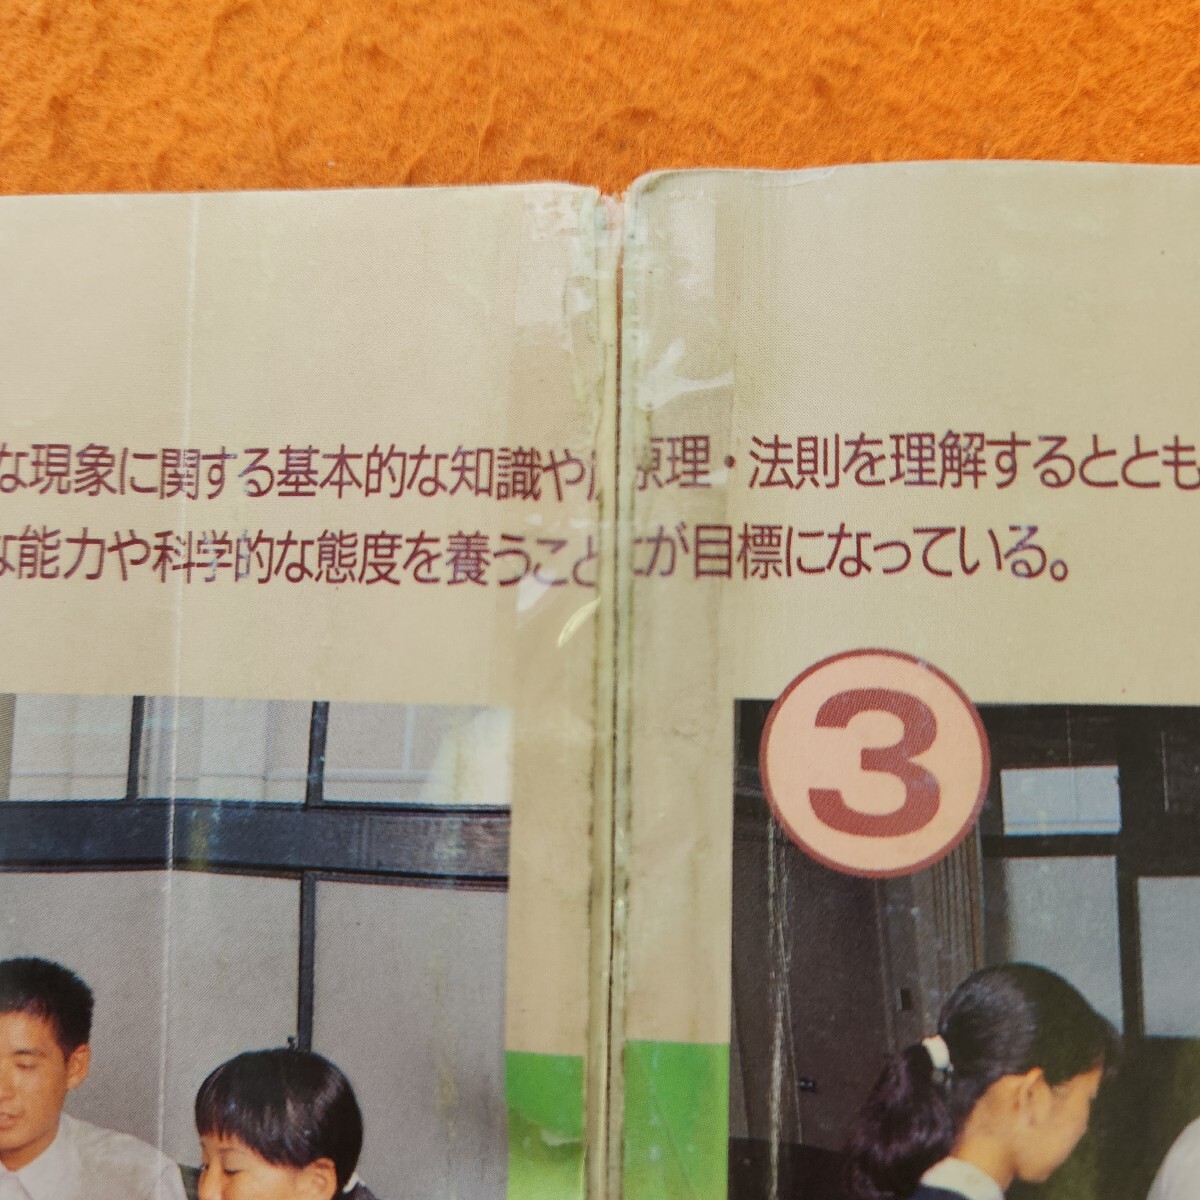 な現象に関する基本的な知識や原理・法則を理解するととも
な能力や科学的な態度を養うことが目標になっている。
3